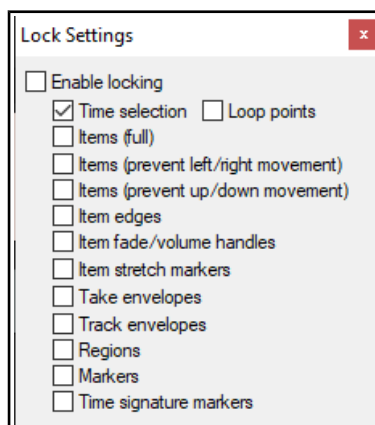 Lock Settings
x
Enable locking
Time selection Loop points
Items (full)
Items (prevent left/right movement)
Items (prevent up/down movement)
Item edges
Item fade/volume handles
Item stretch markers
Take envelopes
Track envelopes
Regions
Markers
Time signature markers